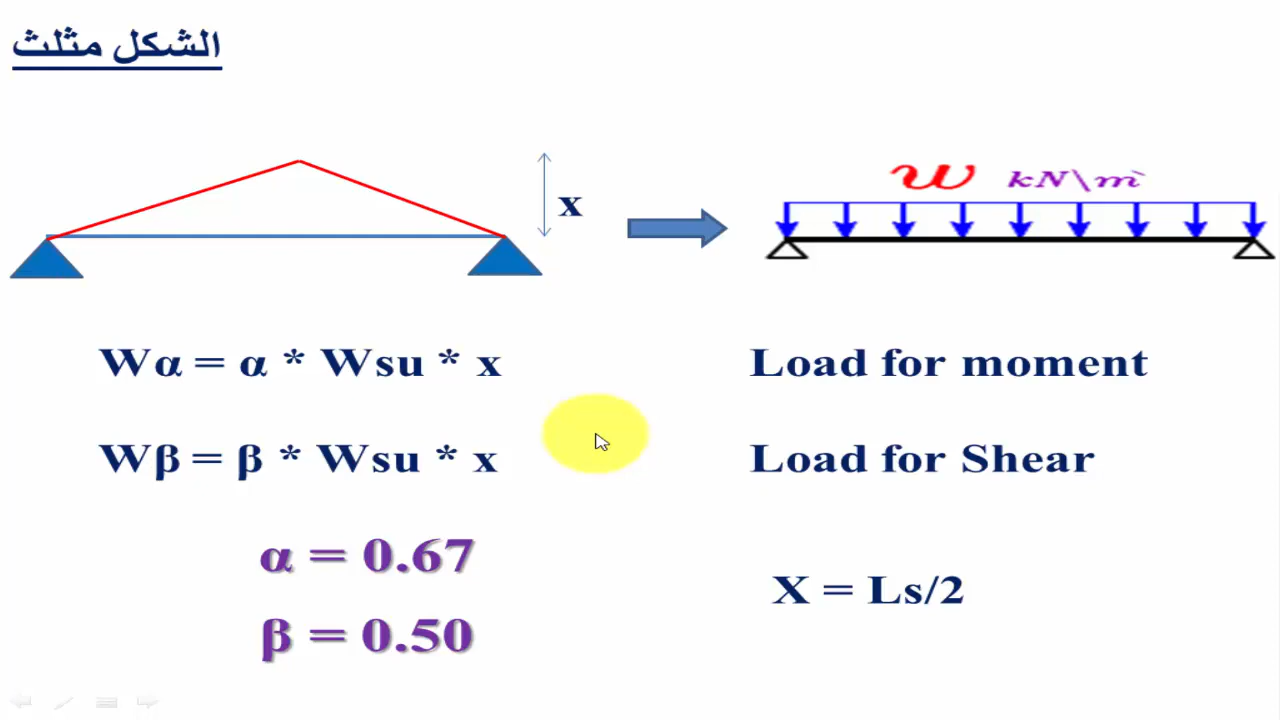 الشكل مثلث
x
w kN\m`
Wα = α * Wsu * x
Load for moment
Wβ = β * Wsu * x
Load for Shear
α = 0.67
β = 0.50
X = Ls/2